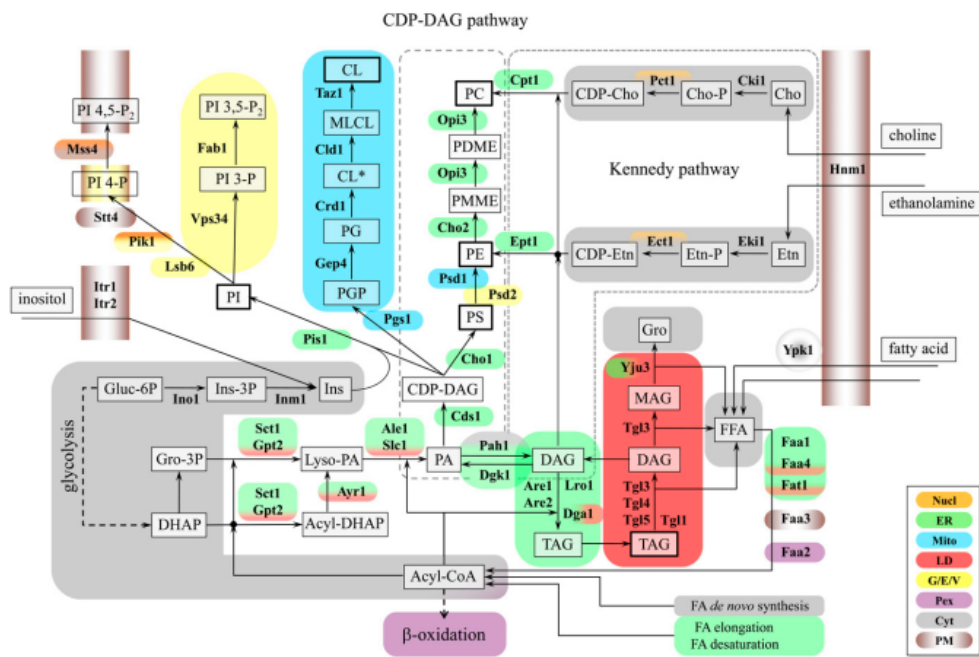 CDP-DAG pathway
CL
Taz1
MLCL
Cld1
CL*
Crd1
PG
Gep4
PGP
Pgs1
PI 4,5-P2
Mss4
PI 4-P
Stt4
Pik1
Lsb6
PI 3,5-P2
Fab1
PI 3-P
Vps34
PI
Pis1
PC
Opi3
PDME
Opi3
PMME
Cho2
PE
Psd1
Psd2
PS
Cho1
CDP-DAG
Cds1
Cpt1
CDP-Cho
Pct1
Cho-P
Cki1
Cho
Kennedy pathway
Ept1
CDP-Etn
Ect1
Etn-P
Eki1
Etn
Hnm1
choline
ethanolamine
Itr1
Itr2
inositol
glycolysis
Gluc-6P
Ino1
Ins-3P
Inm1
Ins
Gro-3P
Sct1
Gpt2
Lyso-PA
Ale1
Slc1
PA
Pah1
Dgk1
DAG
DHAP
Sct1
Gpt2
Ayr1
Acyl-DHAP
Are1
Are2
Lro1
Dga1
TAG
Gro
Yju3
MAG
Tgl3
DAG
Tgl3
Tgl4
Tgl5
Tgl1
TAG
FFA
Ypk1
fatty acid
Faa1
Faa4
Fat1
Faa3
Faa2
Acyl-CoA
β-oxidation
FA de novo synthesis
FA elongation
FA desaturation
Nucl
ER
Mito
LD
G/E/V
Pex
Cyt
PM